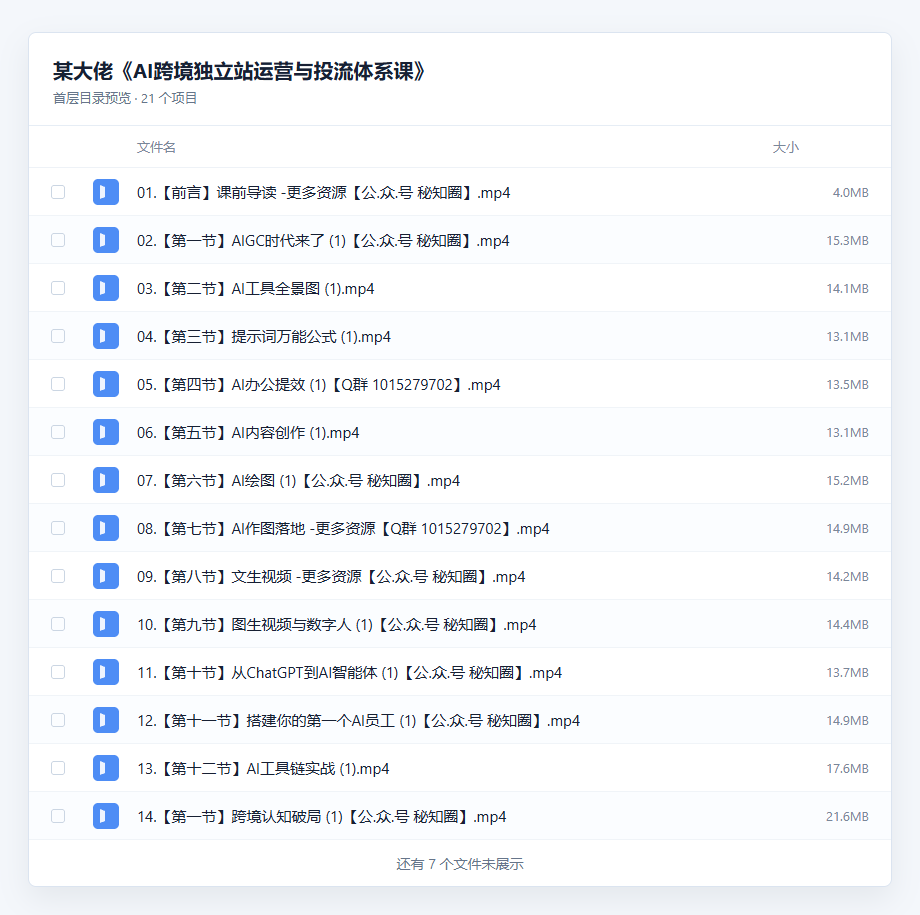 某大佬《AI跨境独立站运营与投流体系课》
首层目录预览 · 21 个项目
文件名 大小
01.【前言】课前导读 -更多资源【公.众.号 秘知圈】.mp4 4.0MB
02.【第一节】AIGC时代来了 (1)【公.众.号 秘知圈】.mp4 15.3MB
03.【第二节】AI工具全景图 (1).mp4 14.1MB
04.【第三节】提示词万能公式 (1).mp4 13.1MB
05.【第四节】AI办公提效 (1)【Q群 1015279702】.mp4 13.5MB
06.【第五节】AI内容创作 (1).mp4 13.1MB
07.【第六节】AI绘图 (1)【公.众.号 秘知圈】.mp4 15.2MB
08.【第七节】AI作图落地 -更多资源【Q群 1015279702】.mp4 14.9MB
09.【第八节】文生视频 -更多资源【公.众.号 秘知圈】.mp4 14.2MB
10.【第九节】图生视频与数字人 (1)【公.众.号 秘知圈】.mp4 14.4MB
11.【第十节】从ChatGPT到AI智能体 (1)【公.众.号 秘知圈】.mp4 13.7MB
12.【第十一节】搭建你的第一个AI员工 (1)【公.众.号 秘知圈】.mp4 14.9MB
13.【第十二节】AI工具链实战 (1).mp4 17.6MB
14.【第一节】跨境认知破局 (1)【公.众.号 秘知圈】.mp4 21.6MB
还有 7 个文件未展示